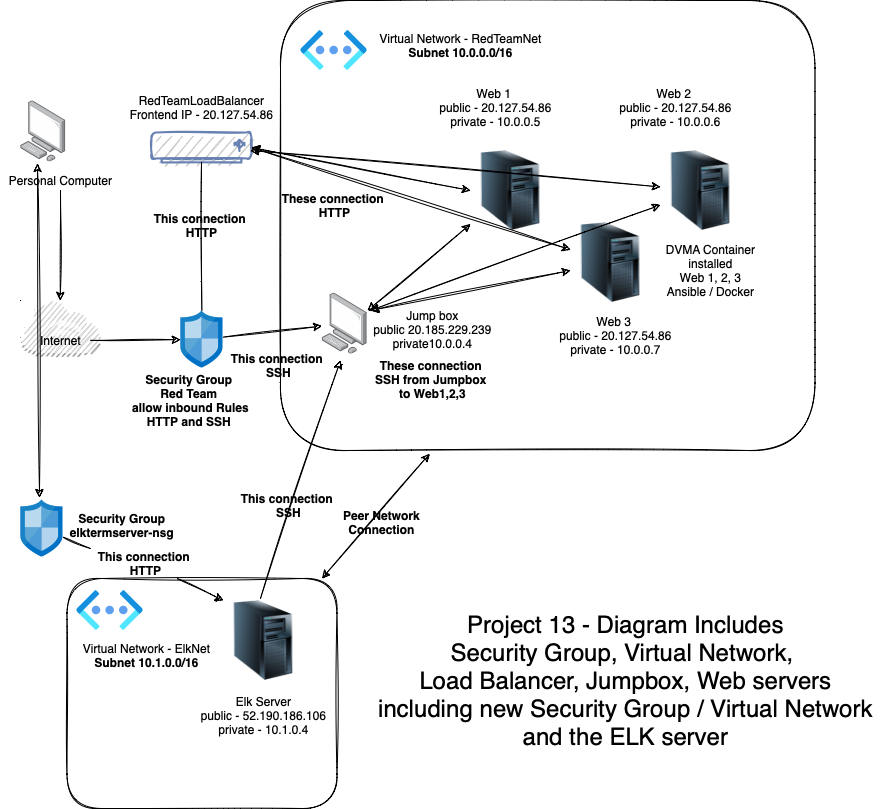 Virtual Network - RedTeamNet
Subnet 10.0.0.0/16
RedTeamLoadBalancer
Frontend IP - 20.127.54.86
Web 1
public - 20.127.54.86
private - 10.0.0.5
Web 2
public - 20.127.54.86
private - 10.0.0.6
Personal Computer
This connection
HTTP
These connection
HTTP
DVMA Container
installed
Web 1, 2, 3
Ansible / Docker
Jump box
public 20.185.229.239
private10.0.0.4
Web 3
public - 20.127.54.86
private - 10.0.0.7
Internet
This connection
SSH
These connection
SSH from Jumpbox
to Web1,2,3
Security Group
Red Team
allow inbound Rules
HTTP and SSH
This connection
SSH
Peer Network
Connection
Security Group
elktermserver-nsg
This connection
HTTP
Virtual Network - ElkNet
Subnet 10.1.0.0/16
Elk Server
public - 52.190.186.106
private - 10.1.0.4
Project 13 - Diagram Includes
Security Group, Virtual Network,
Load Balancer, Jumpbox, Web servers
including new Security Group / Virtual Network
and the ELK server